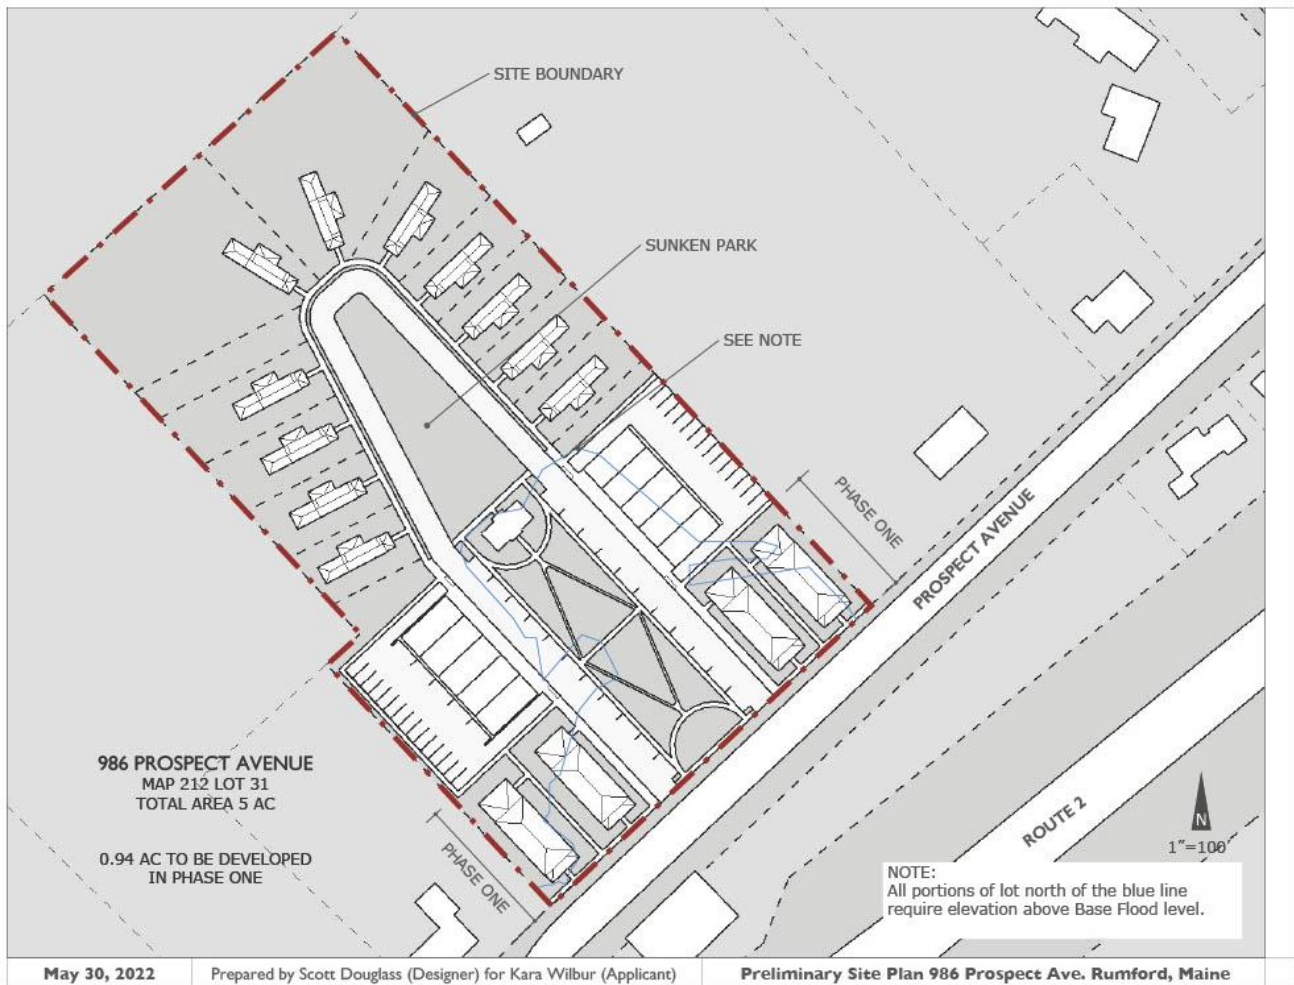 SITE BOUNDARY
SUNKEN PARK
SEE NOTE
PHASE ONE
PROSPECT AVENUE
ROUTE 2
986 PROSPECT AVENUE
MAP 212 LOT 31
TOTAL AREA 5 AC
0.94 AC TO BE DEVELOPED
IN PHASE ONE
PHASE ONE
N
1"=100'
NOTE:
All portions of lot north of the blue line
require elevation above Base Flood level.
May 30, 2022
Prepared by Scott Douglass (Designer) for Kara Wilbur (Applicant)
Preliminary Site Plan 986 Prospect Ave. Rumford, Maine